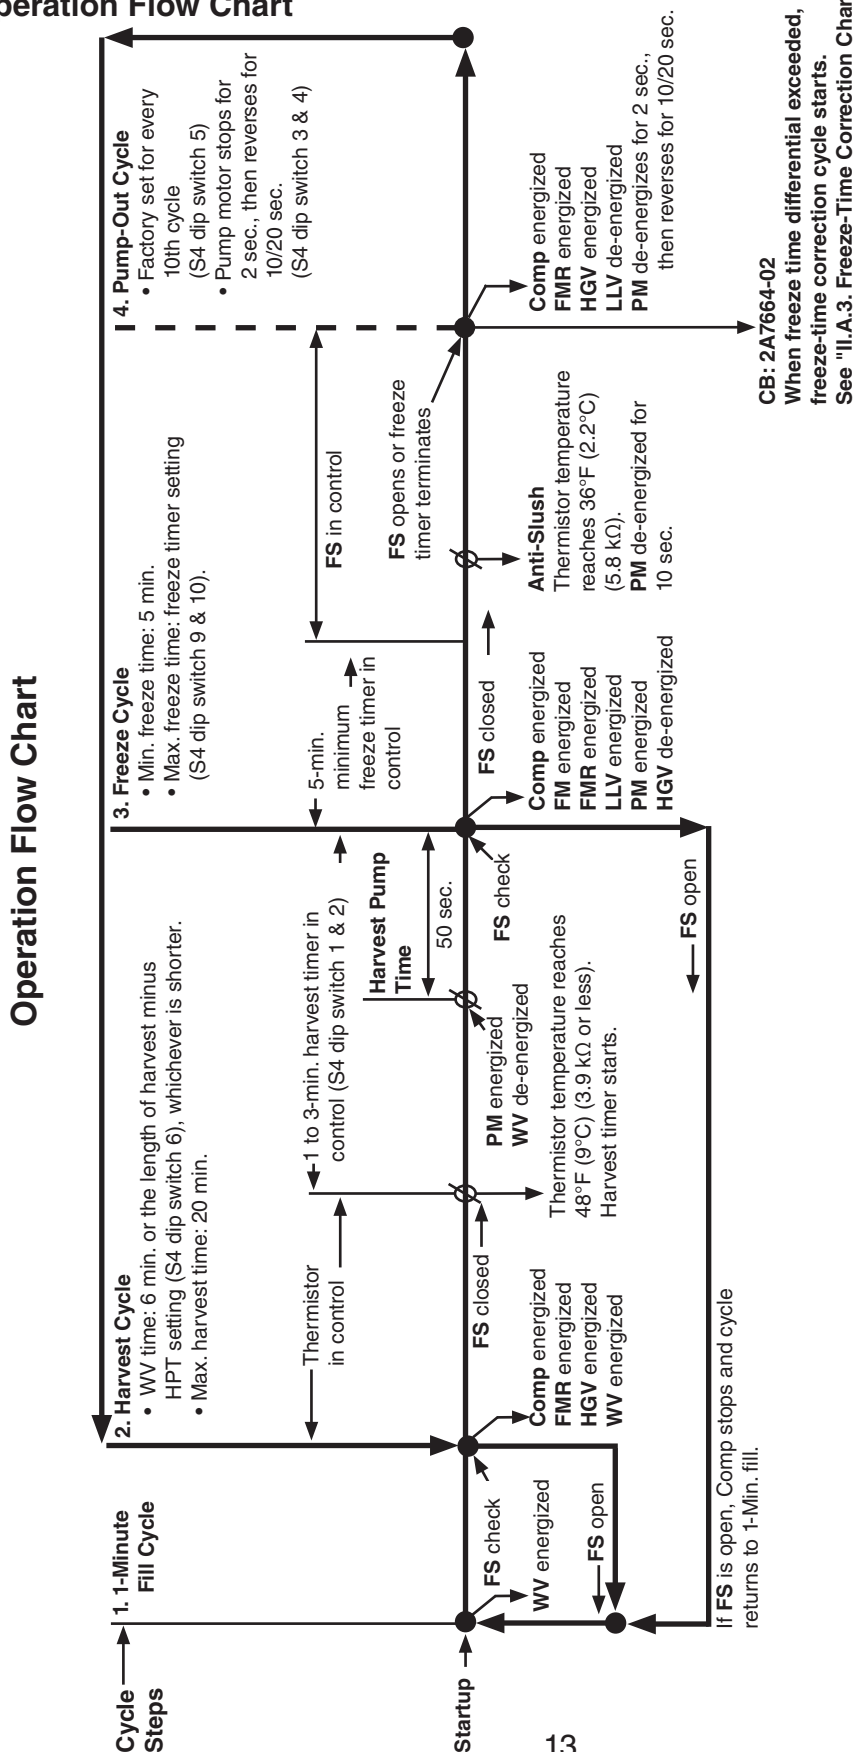 peration Flow Chart
Operation Flow Chart
Cycle
Steps
1. 1-Minute
Fill Cycle
2. Harvest Cycle
• WV time: 6 min. or the length of harvest minus
HPT setting (S4 dip switch 6), whichever is shorter.
• Max. harvest time: 20 min.
3. Freeze Cycle
• Min. freeze time: 5 min.
• Max. freeze time: freeze timer setting
(S4 dip switch 9 & 10).
4. Pump-Out Cycle
• Factory set for every
10th cycle
(S4 dip switch 5)
• Pump motor stops for
2 sec., then reverses for
10/20 sec.
(S4 dip switch 3 & 4)
Thermistor
in control
1 to 3-min. harvest timer in
control (S4 dip switch 1 & 2)
Harvest Pump
Time
50 sec.
5-min.
minimum
freeze timer in
control
FS in control
FS opens or freeze
timer terminates
Startup
FS check
WV energized
FS open
FS closed
Comp energized
FMR energized
HGV energized
WV energized
PM energized
WV de-energized
Thermistor temperature reaches
48°F (9°C) (3.9 kΩ or less).
Harvest timer starts.
FS check
FS closed
Comp energized
FM energized
FMR energized
LLV energized
PM energized
HGV de-energized
Anti-Slush
Thermistor temperature
reaches 36°F (2.2°C)
(5.8 kΩ).
PM de-energized for
10 sec.
Comp energized
FMR energized
HGV energized
LLV de-energized
PM de-energizes for 2 sec.,
then reverses for 10/20 sec.
FS open
If FS is open, Comp stops and cycle
returns to 1-Min. fill.
CB: 2A7664-02
When freeze time differential exceeded,
freeze-time correction cycle starts.
See "II.A.3. Freeze-Time Correction Char
13